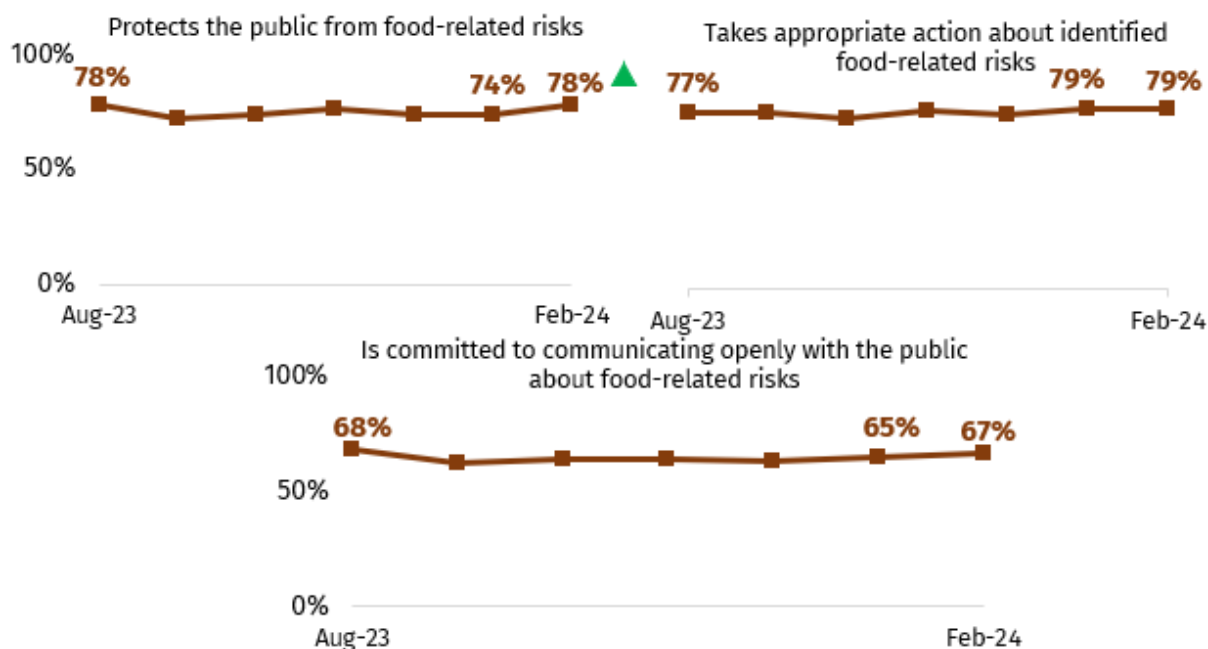 Protects the public from food-related risks
100%
78%
74%
78%
50%
0%
Aug-23
Feb-24
Takes appropriate action about identified
food-related risks
77%
79%
79%
Aug-23
Feb-24
Is committed to communicating openly with the public
about food-related risks
100%
68%
65%
67%
50%
0%
Aug-23
Feb-24